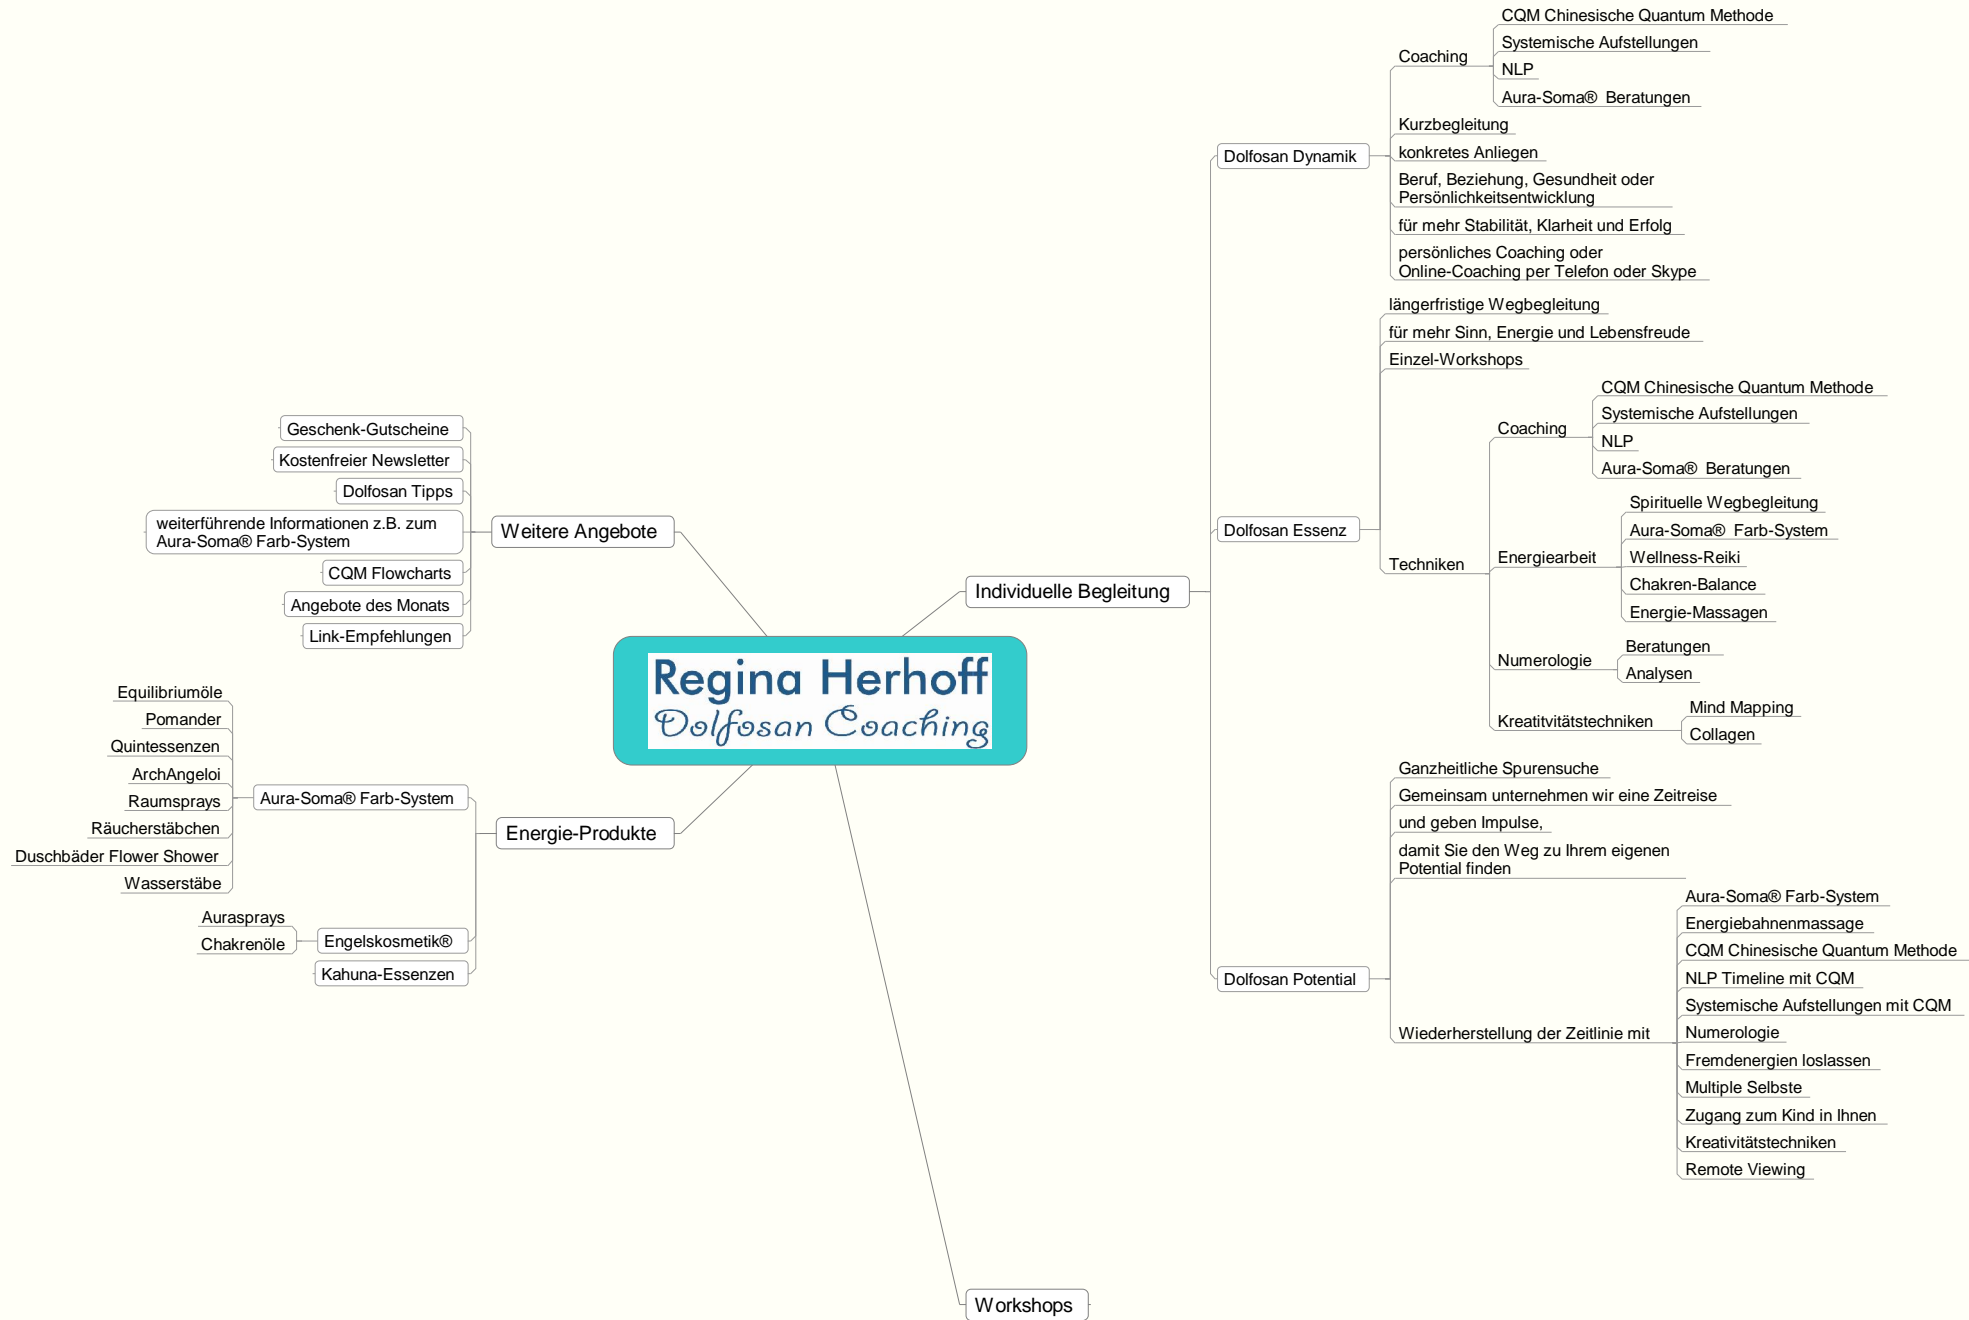 Regina Herhoff
Dolfosan Coaching
Individuelle Begleitung
Dolfosan Dynamik
Coaching
CQM Chinesische Quantum Methode
Systemische Aufstellungen
NLP
Aura-Soma® Beratungen
Kurzbegleitung
konkretes Anliegen
Beruf, Beziehung, Gesundheit oder
Persönlichkeitsentwicklung
für mehr Stabilität, Klarheit und Erfolg
persönliches Coaching oder
Online-Coaching per Telefon oder Skype
Dolfosan Essenz
längerfristige Wegbegleitung
für mehr Sinn, Energie und Lebensfreude
Einzel-Workshops
Techniken
Coaching
CQM Chinesische Quantum Methode
Systemische Aufstellungen
NLP
Aura-Soma® Beratungen
Energiearbeit
Spirituelle Wegbegleitung
Aura-Soma® Farb-System
Wellness-Reiki
Chakren-Balance
Energie-Massagen
Numerologie
Beratungen
Analysen
Kreatitvitätstechniken
Mind Mapping
Collagen
Dolfosan Potential
Ganzheitliche Spurensuche
Gemeinsam unternehmen wir eine Zeitreise
und geben Impulse,
damit Sie den Weg zu Ihrem eigenen
Potential finden
Wiederherstellung der Zeitlinie mit
Aura-Soma® Farb-System
Energiebahnenmassage
CQM Chinesische Quantum Methode
NLP Timeline mit CQM
Systemische Aufstellungen mit CQM
Numerologie
Fremdenergien loslassen
Multiple Selbste
Zugang zum Kind in Ihnen
Kreativitätstechniken
Remote Viewing
Workshops
Weitere Angebote
Geschenk-Gutscheine
Kostenfreier Newsletter
Dolfosan Tipps
weiterführende Informationen z.B. zum
Aura-Soma® Farb-System
CQM Flowcharts
Angebote des Monats
Link-Empfehlungen
Energie-Produkte
Aura-Soma® Farb-System
Equilibriumöle
Pomander
Quintessenzen
ArchAngeloi
Raumsprays
Räucherstäbchen
Duschbäder Flower Shower
Wasserstäbe
Engelskosmetik®
Aurasprays
Chakrenöle
Kahuna-Essenzen